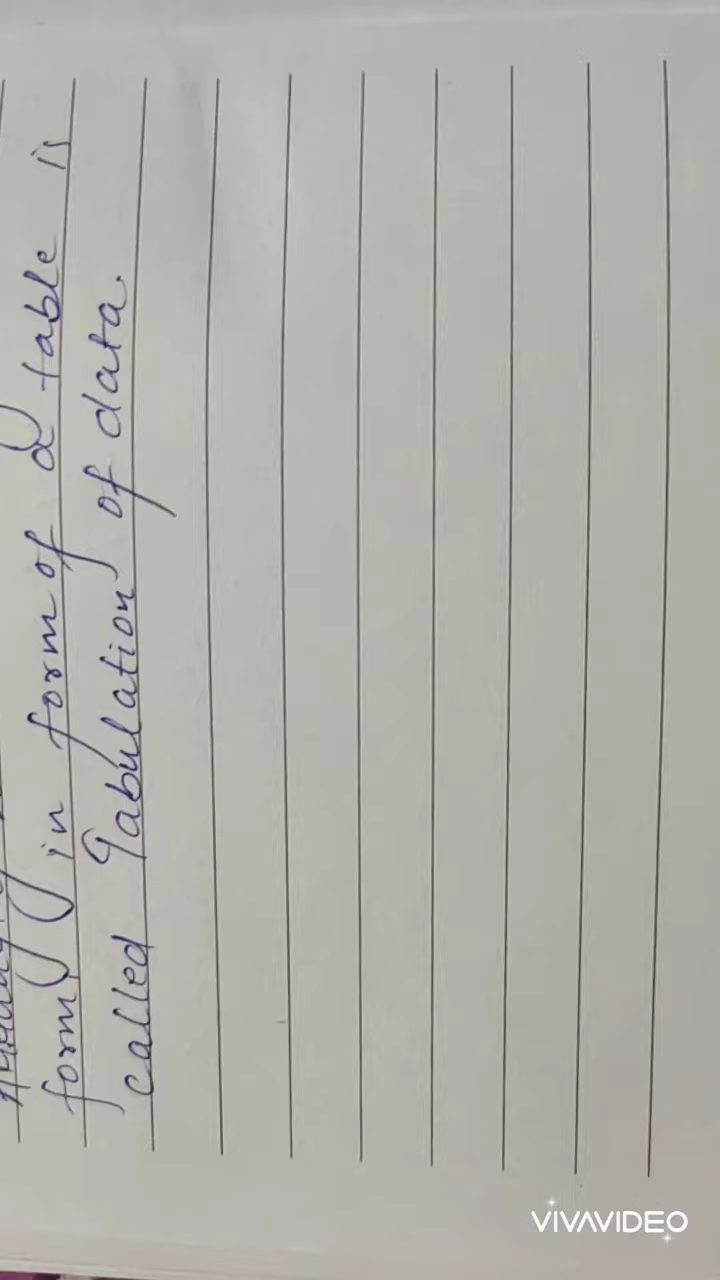 form in form of a table is
called Tabulation of data.
VIVAVIDEO